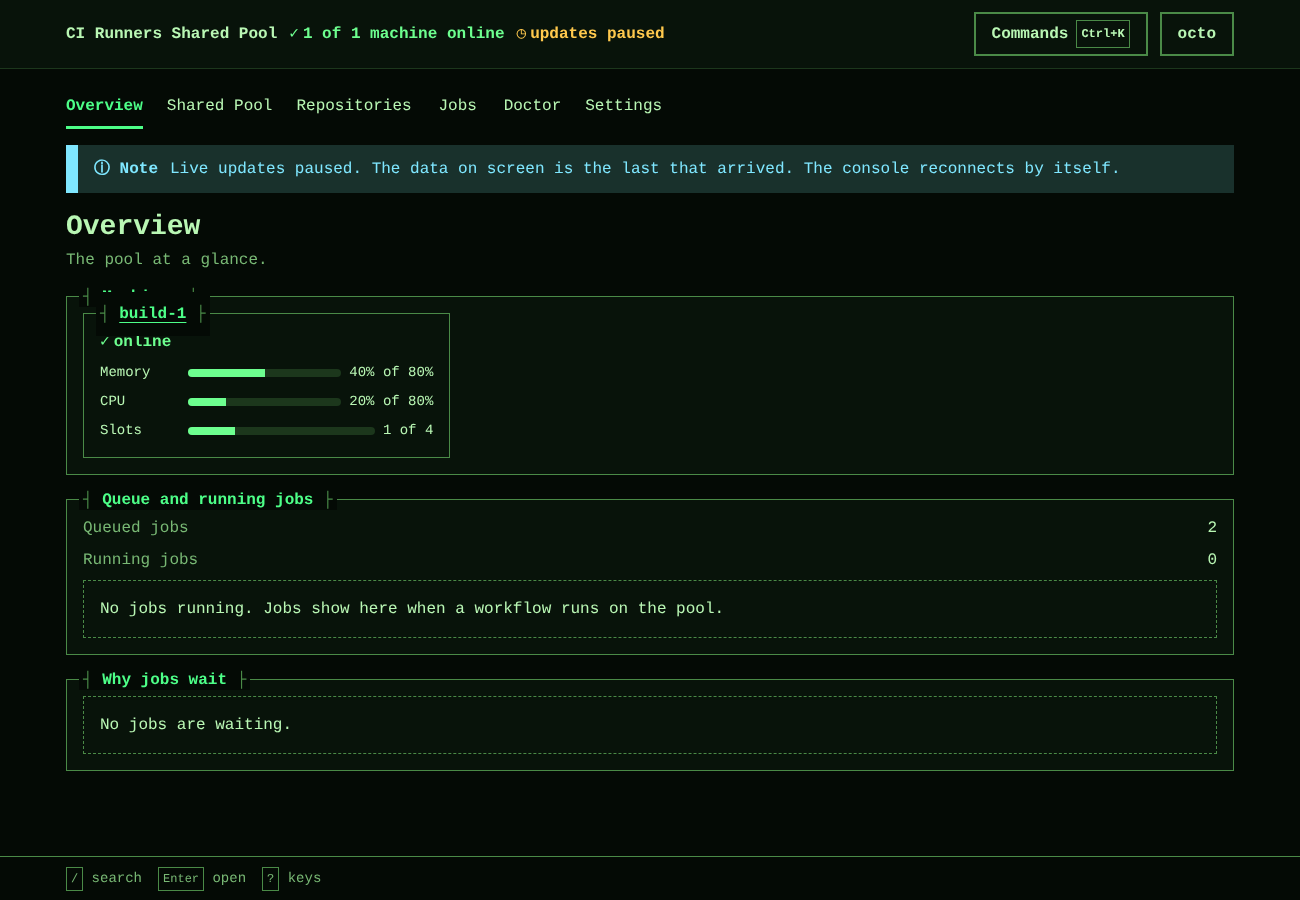 CI Runners Shared Pool ✓ 1 of 1 machine online ◷ updates paused Commands Ctrl+K octo
Overview Shared Pool Repositories Jobs Doctor Settings
ⓘ Note Live updates paused. The data on screen is the last that arrived. The console reconnects by itself.
Overview
The pool at a glance.
build-1
✓ online
Memory 40% of 80%
CPU 20% of 80%
Slots 1 of 4
Queue and running jobs
Queued jobs 2
Running jobs 0
No jobs running. Jobs show here when a workflow runs on the pool.
Why jobs wait
No jobs are waiting.
/ search Enter open ? keys